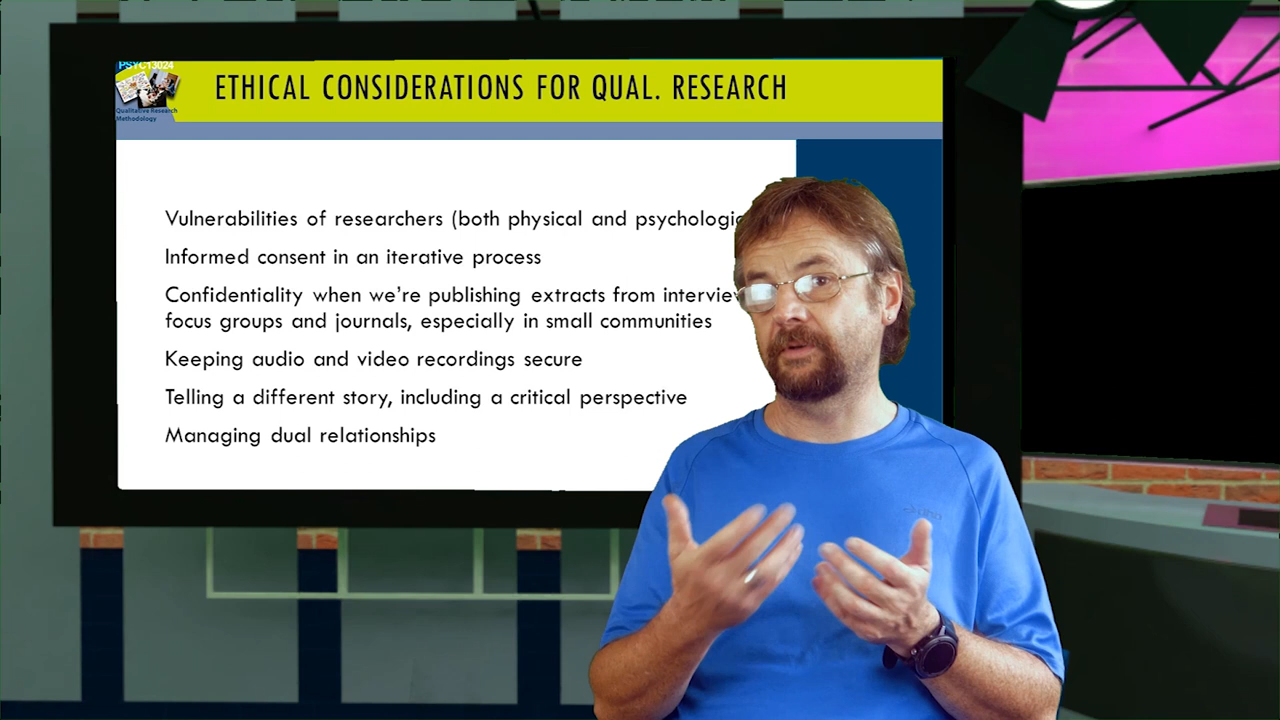 PSYC13024
Qualitative Research
Methodology
ETHICAL CONSIDERATIONS FOR QUAL. RESEARCH
Vulnerabilities of researchers (both physical and
Informed consent in an iterative process
Confidentiality when we're publishing extracts from
focus groups and journals, especially in small communities
Keeping audio and video recordings secure
Telling a different story, including a critical perspective
Managing dual relationships